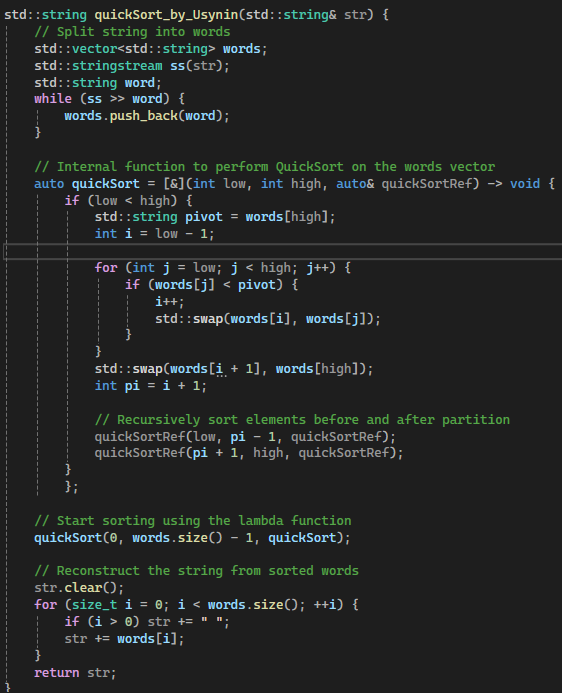 std::string quickSort_by_Usynin(std::string& str) {
    // Split string into words
    std::vector<std::string> words;
    std::stringstream ss(str);
    std::string word;
    while (ss >> word) {
        words.push_back(word);
    }

    // Internal function to perform QuickSort on the words vector
    auto quickSort = [&](int low, int high, auto& quickSortRef) -> void {
        if (low < high) {
            std::string pivot = words[high];
            int i = low - 1;

            for (int j = low; j < high; j++) {
                if (words[j] < pivot) {
                    i++;
                    std::swap(words[i], words[j]);
                }
            }
            std::swap(words[i + 1], words[high]);
            int pi = i + 1;

            // Recursively sort elements before and after partition
            quickSortRef(low, pi - 1, quickSortRef);
            quickSortRef(pi + 1, high, quickSortRef);
        }
        };

    // Start sorting using the lambda function
    quickSort(0, words.size() - 1, quickSort);

    // Reconstruct the string from sorted words
    str.clear();
    for (size_t i = 0; i < words.size(); ++i) {
        if (i > 0) str += " ";
        str += words[i];
    }
    return str;
}